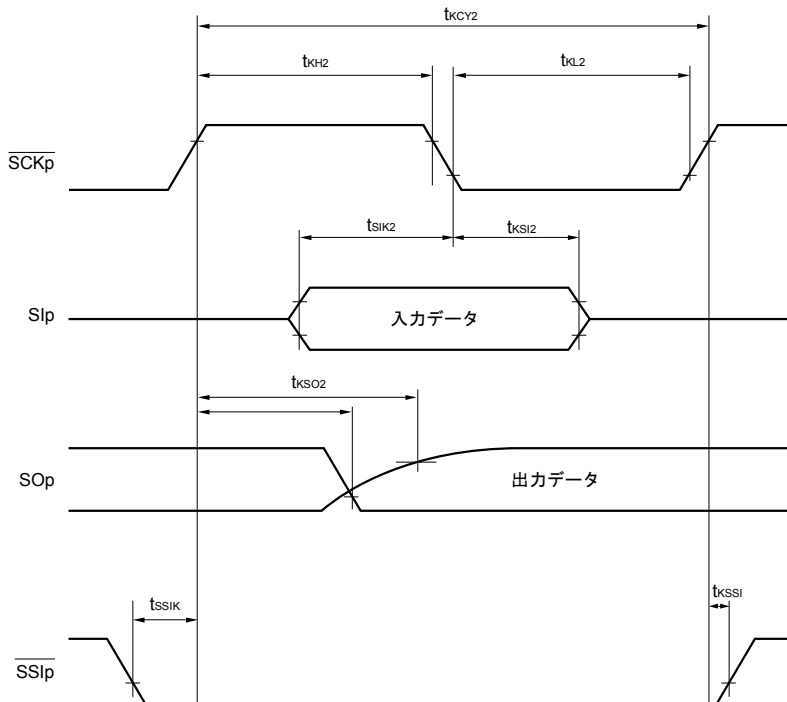 tKCY2
tKH2
tKL2
SCKp
tSIK2
tKSI2
SIp
入力データ
tKSO2
SOp
出力データ
tSSIK
tKSSI
SSIp